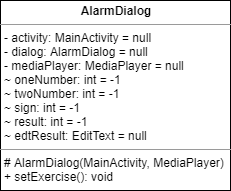 AlarmDialog
- activity: MainActivity = null
- dialog: AlarmDialog = null
- mediaPlayer: MediaPlayer = null
~ oneNumber: int = -1
~ twoNumber: int = -1
~ sign: int = -1
~ result: int = -1
~ edtResult: EditText = null
# AlarmDialog(MainActivity, MediaPlayer)
+ setExercise(): void